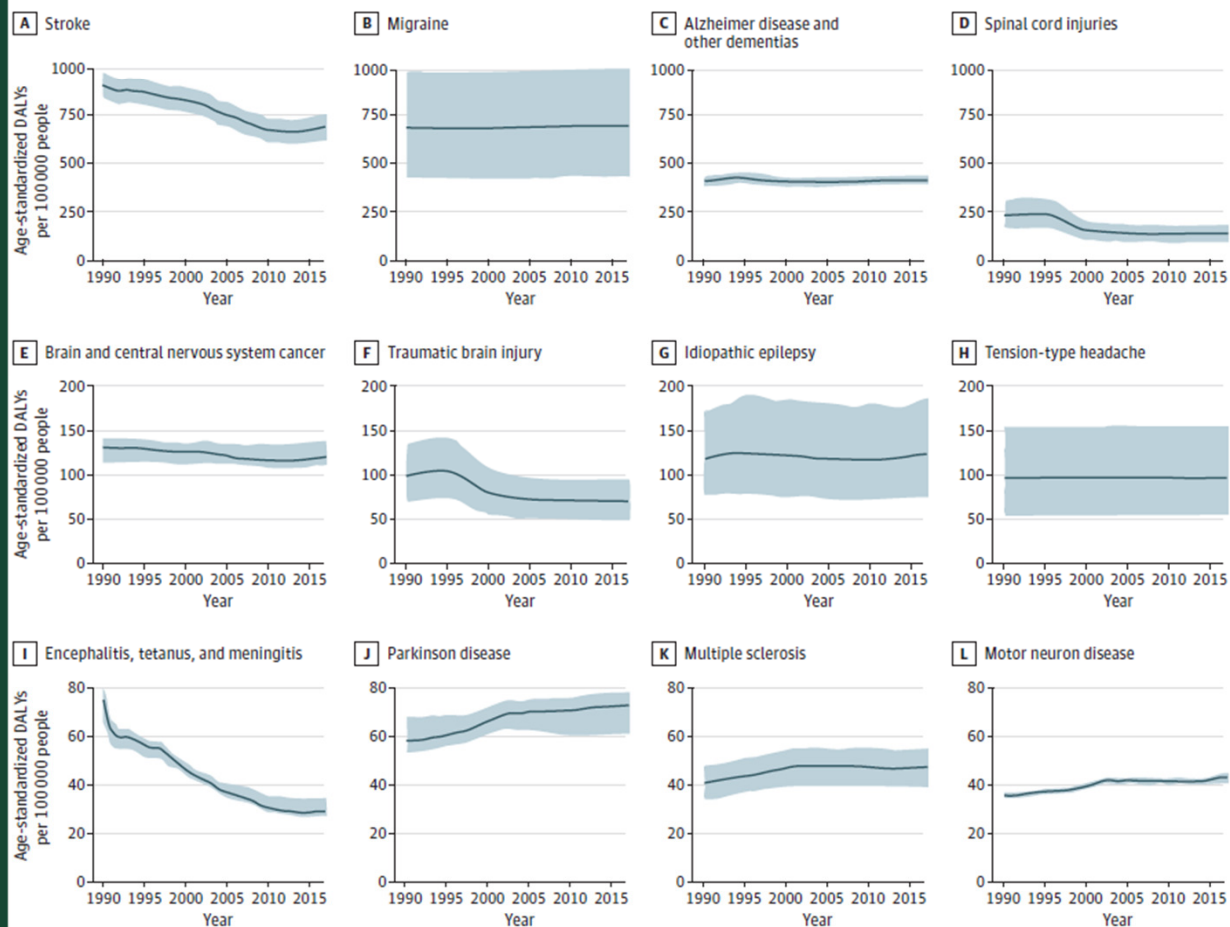 A Stroke
B Migraine
C Alzheimer disease and
other dementias
D Spinal cord injuries
Age-standardized DALYs
per 100000 people
1000
750
500
250
0
1990 1995 2000 2005 2010 2015
Year
1000
750
500
250
0
1990 1995 2000 2005 2010 2015
Year
1000
750
500
250
0
1990 1995 2000 2005 2010 2015
Year
1000
750
500
250
0
1990 1995 2000 2005 2010 2015
Year
E Brain and central nervous system cancer
F Traumatic brain injury
G Idiopathic epilepsy
H Tension-type headache
Age-standardized DALYs
per 100000 people
200
150
100
50
0
1990 1995 2000 2005 2010 2015
Year
200
150
100
50
0
1990 1995 2000 2005 2010 2015
Year
200
150
100
50
0
1990 1995 2000 2005 2010 2015
Year
200
150
100
50
0
1990 1995 2000 2005 2010 2015
Year
I Encephalitis, tetanus, and meningitis
J Parkinson disease
K Multiple sclerosis
L Motor neuron disease
Age-standardized DALYs
per 100000 people
80
60
40
20
0
1990 1995 2000 2005 2010 2015
Year
80
60
40
20
0
1990 1995 2000 2005 2010 2015
Year
80
60
40
20
0
1990 1995 2000 2005 2010 2015
Year
80
60
40
20
0
1990 1995 2000 2005 2010 2015
Year